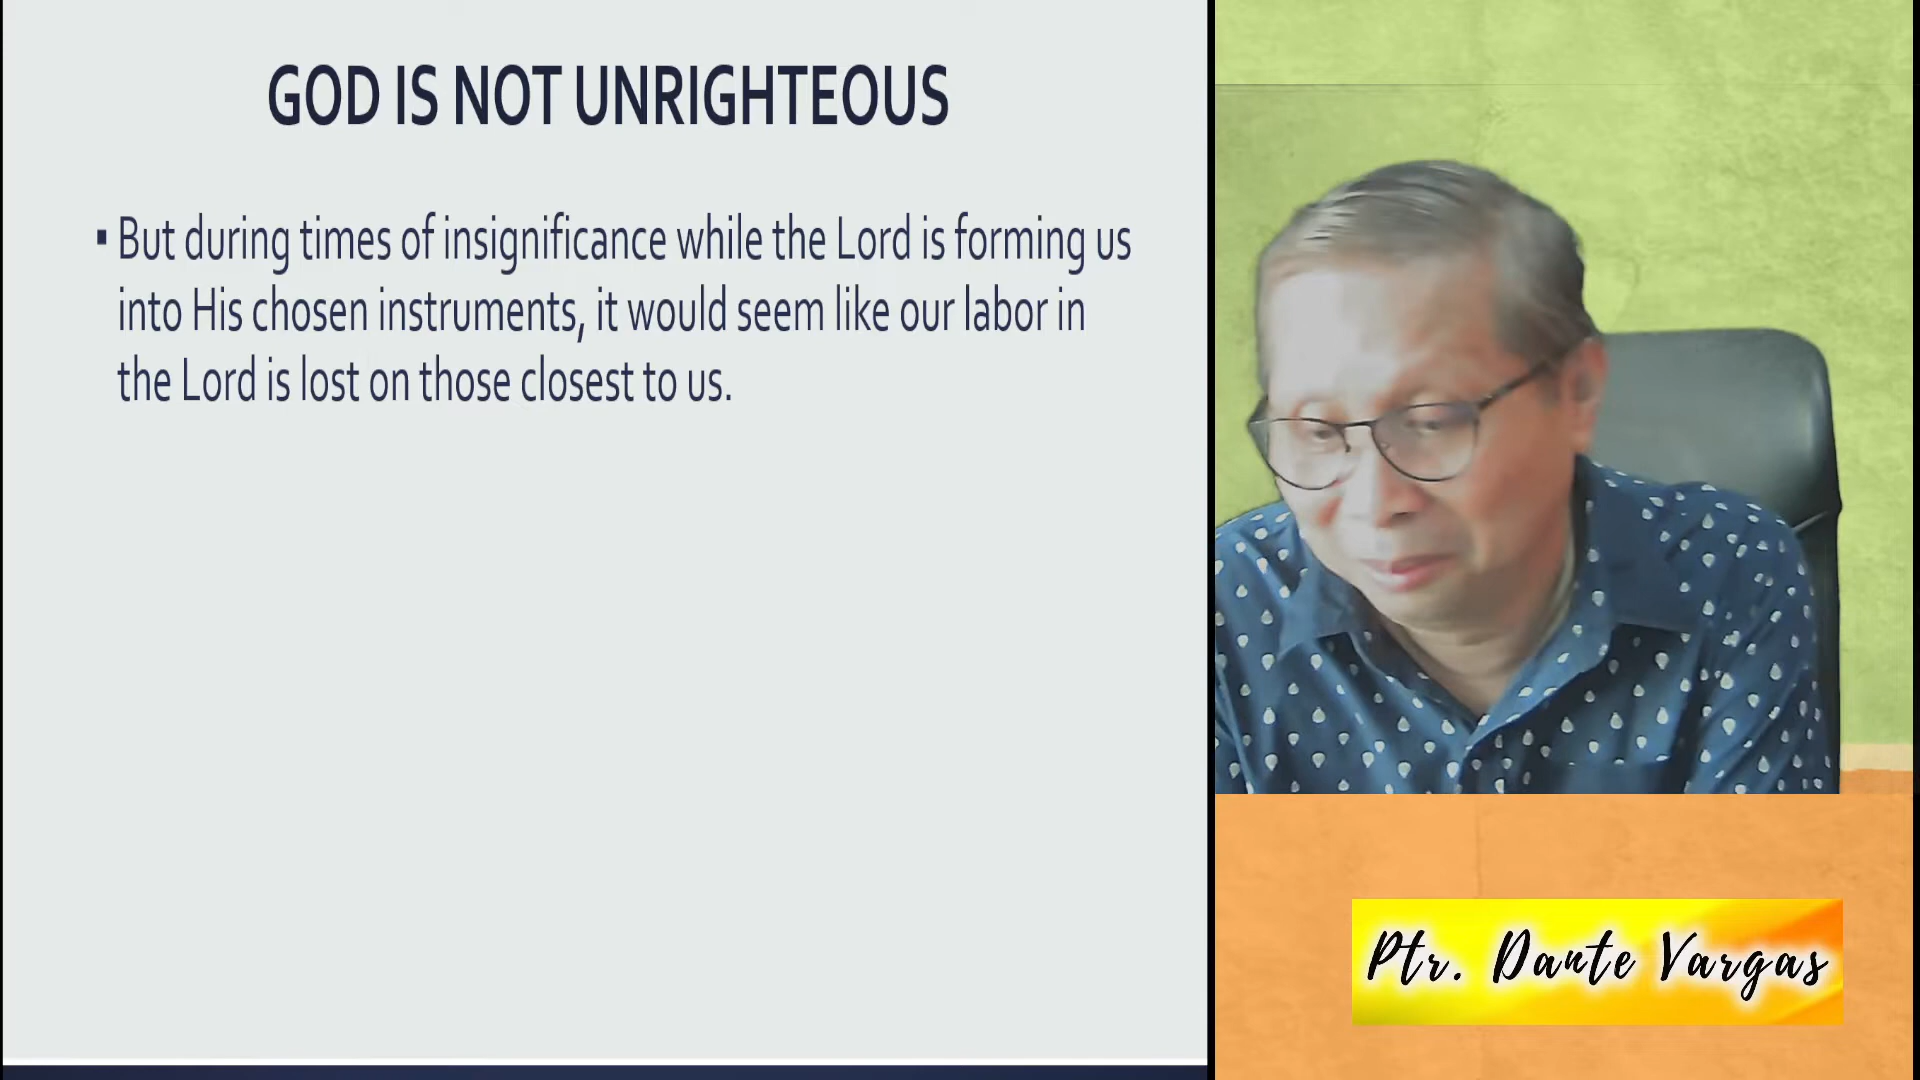 GOD IS NOT UNRIGHTEOUS
▪ But during times of insignificance while the Lord is forming us
into His chosen instruments, it would seem like our labor in
the Lord is lost on those closest to us.
Ptr. Dante Vargas